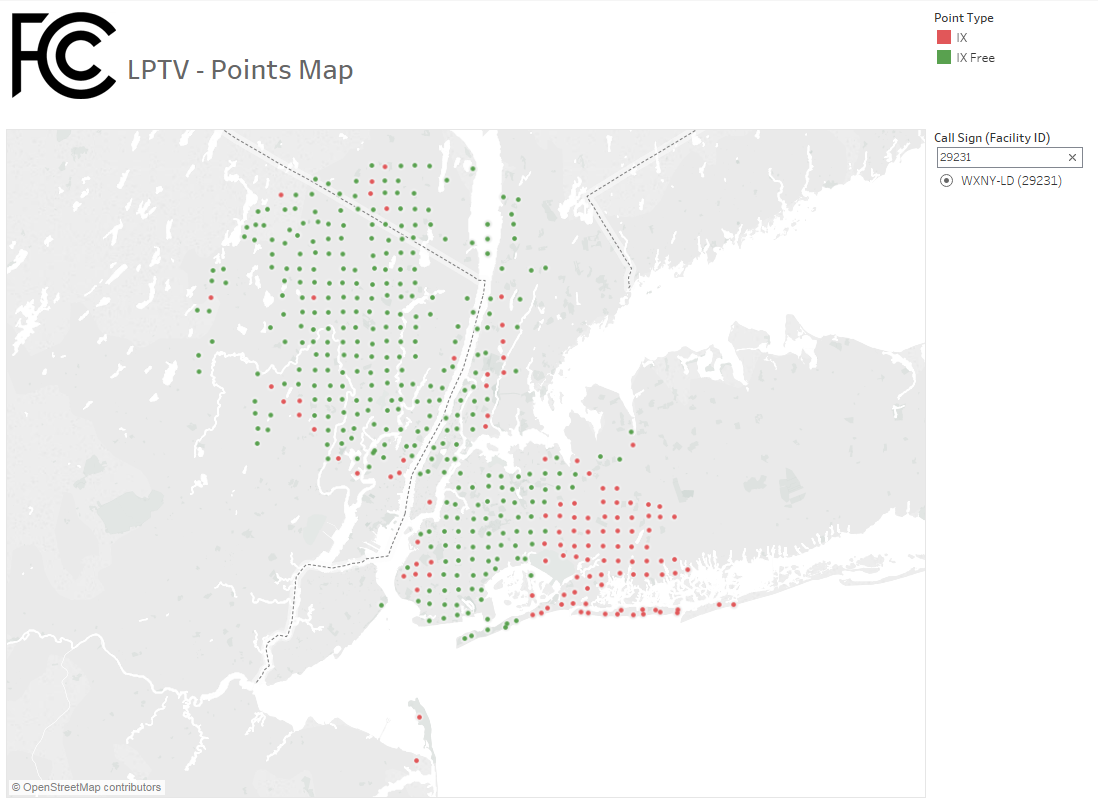 FCC
LPTV - Points Map
Point Type
IX
IX Free
Call Sign (Facility ID)
29231
WXNY-LD (29231)
© OpenStreetMap contributors